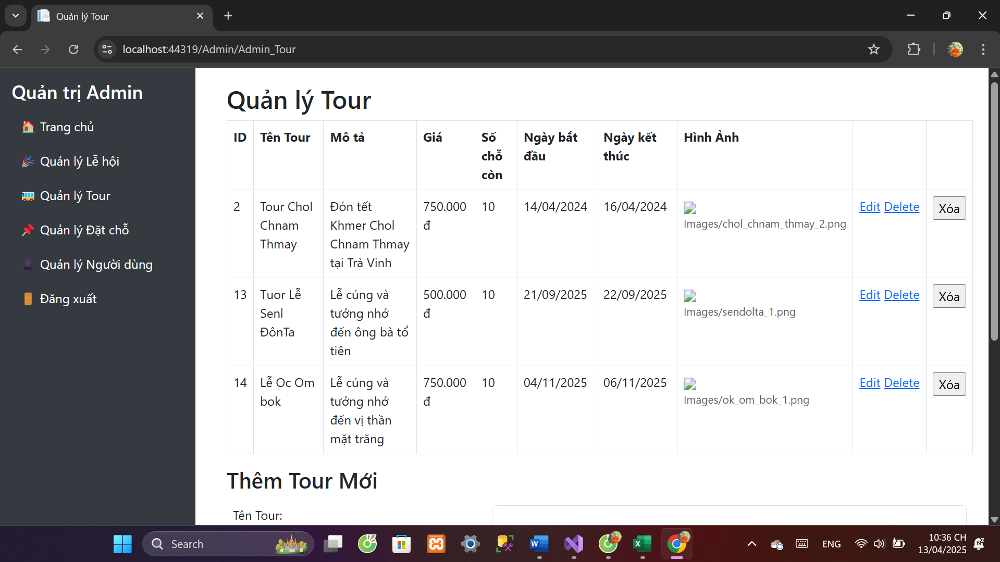 Quản lý Tour
localhost:44319/Admin/Admin_Tour
Quản trị Admin
Trang chủ
Quản lý Lễ hội
Quản lý Tour
Quản lý Đặt chỗ
Quản lý Người dùng
Đăng xuất
Quản lý Tour
ID Tên Tour Mô tả Giá Số chỗ còn Ngày bắt đầu Ngày kết thúc Hình Ảnh
2 Tour Chol Chnam Thmay Đón tết Khmer Chol Chnam Thmay tại Trà Vinh 750.000 đ 10 14/04/2024 16/04/2024 Images/chol_chnam_thmay_2.png Edit Delete Xóa
13 Tuor Lễ Senl ĐônTa Lễ cúng và tưởng nhớ đến ông bà tổ tiên 500.000 đ 10 21/09/2025 22/09/2025 Images/sendolta_1.png Edit Delete Xóa
14 Lễ Oc Om bok Lễ cúng và tưởng nhớ đến vị thần mặt trăng 750.000 đ 10 04/11/2025 06/11/2025 Images/ok_om_bok_1.png Edit Delete Xóa
Thêm Tour Mới
Tên Tour:
Search
ENG
10:36 CH
13/04/2025